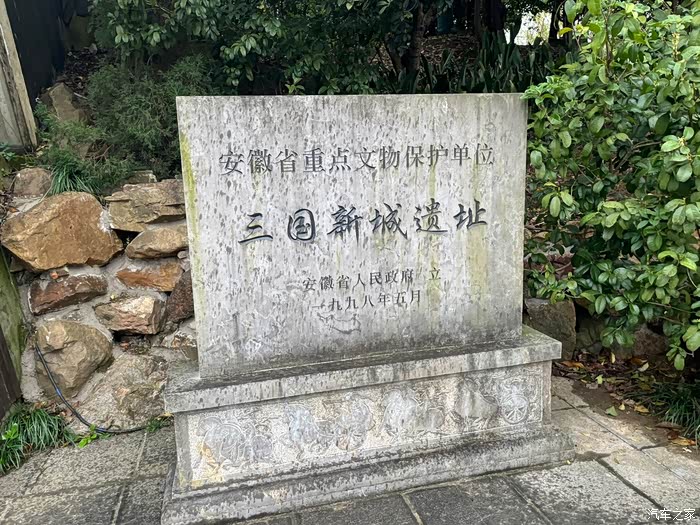 安徽省重点文物保护单位
三国新城遗址
安徽省人民政府 立
一九九八年五月
汽车之家